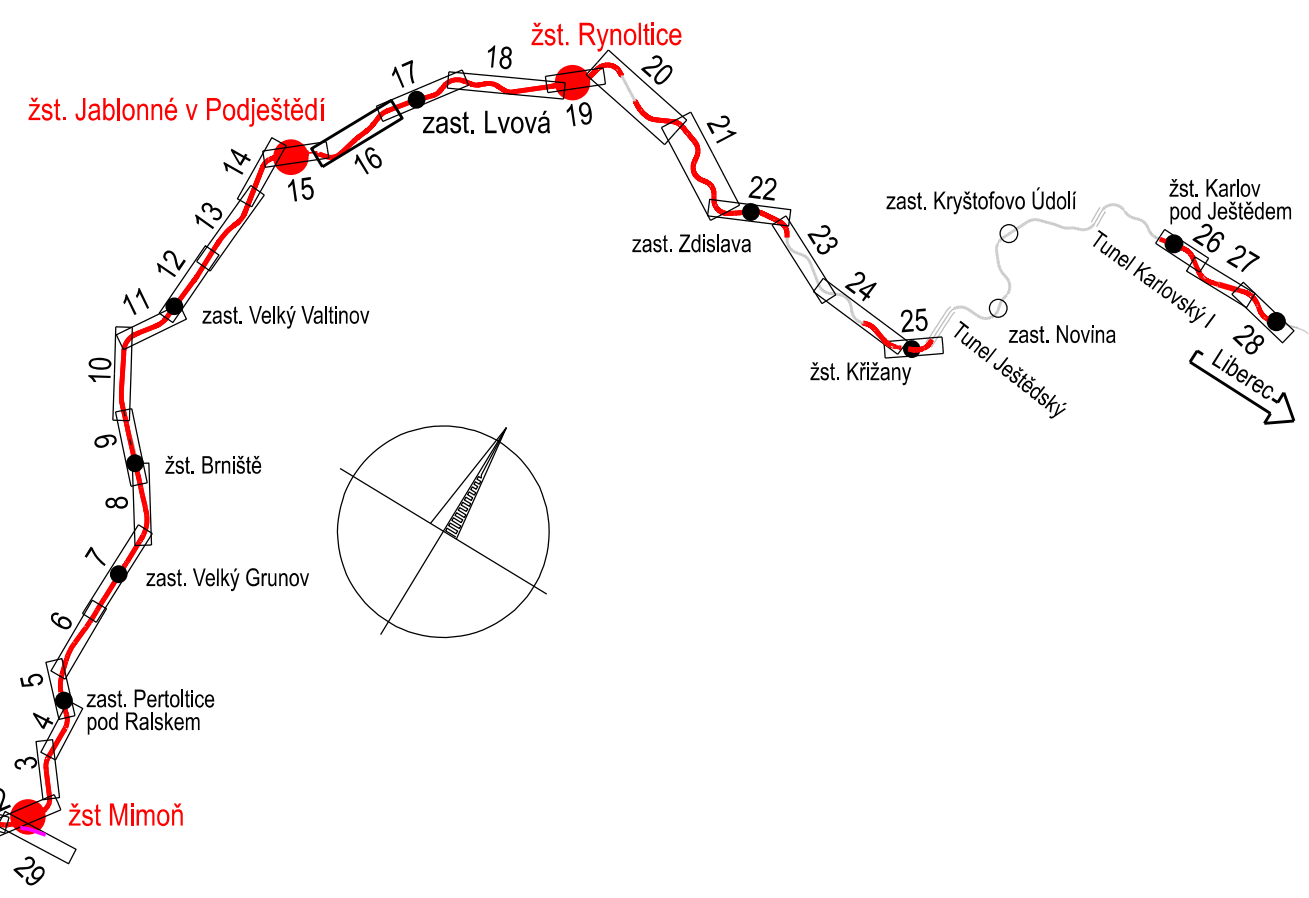 žst. Rynoltice
18
20
17
19
žst. Jablonné v Podještědí
zast. Lvová
21
16
14
15
22
žst. Karlov
pod Ještědem
zast. Kryštofovo Údolí
13
23
26
27
zast. Zdislava
Tunel Karlovský I
12
24
11
zast. Velký Valtinov
25
zast. Novina
28
Tunel Ještědský
žst. Křižany
Liberec
10
9
žst. Brniště
8
7
zast. Velký Grunov
6
5
zast. Pertoltice
pod Ralskem
4
3
2
žst Mimoň
29